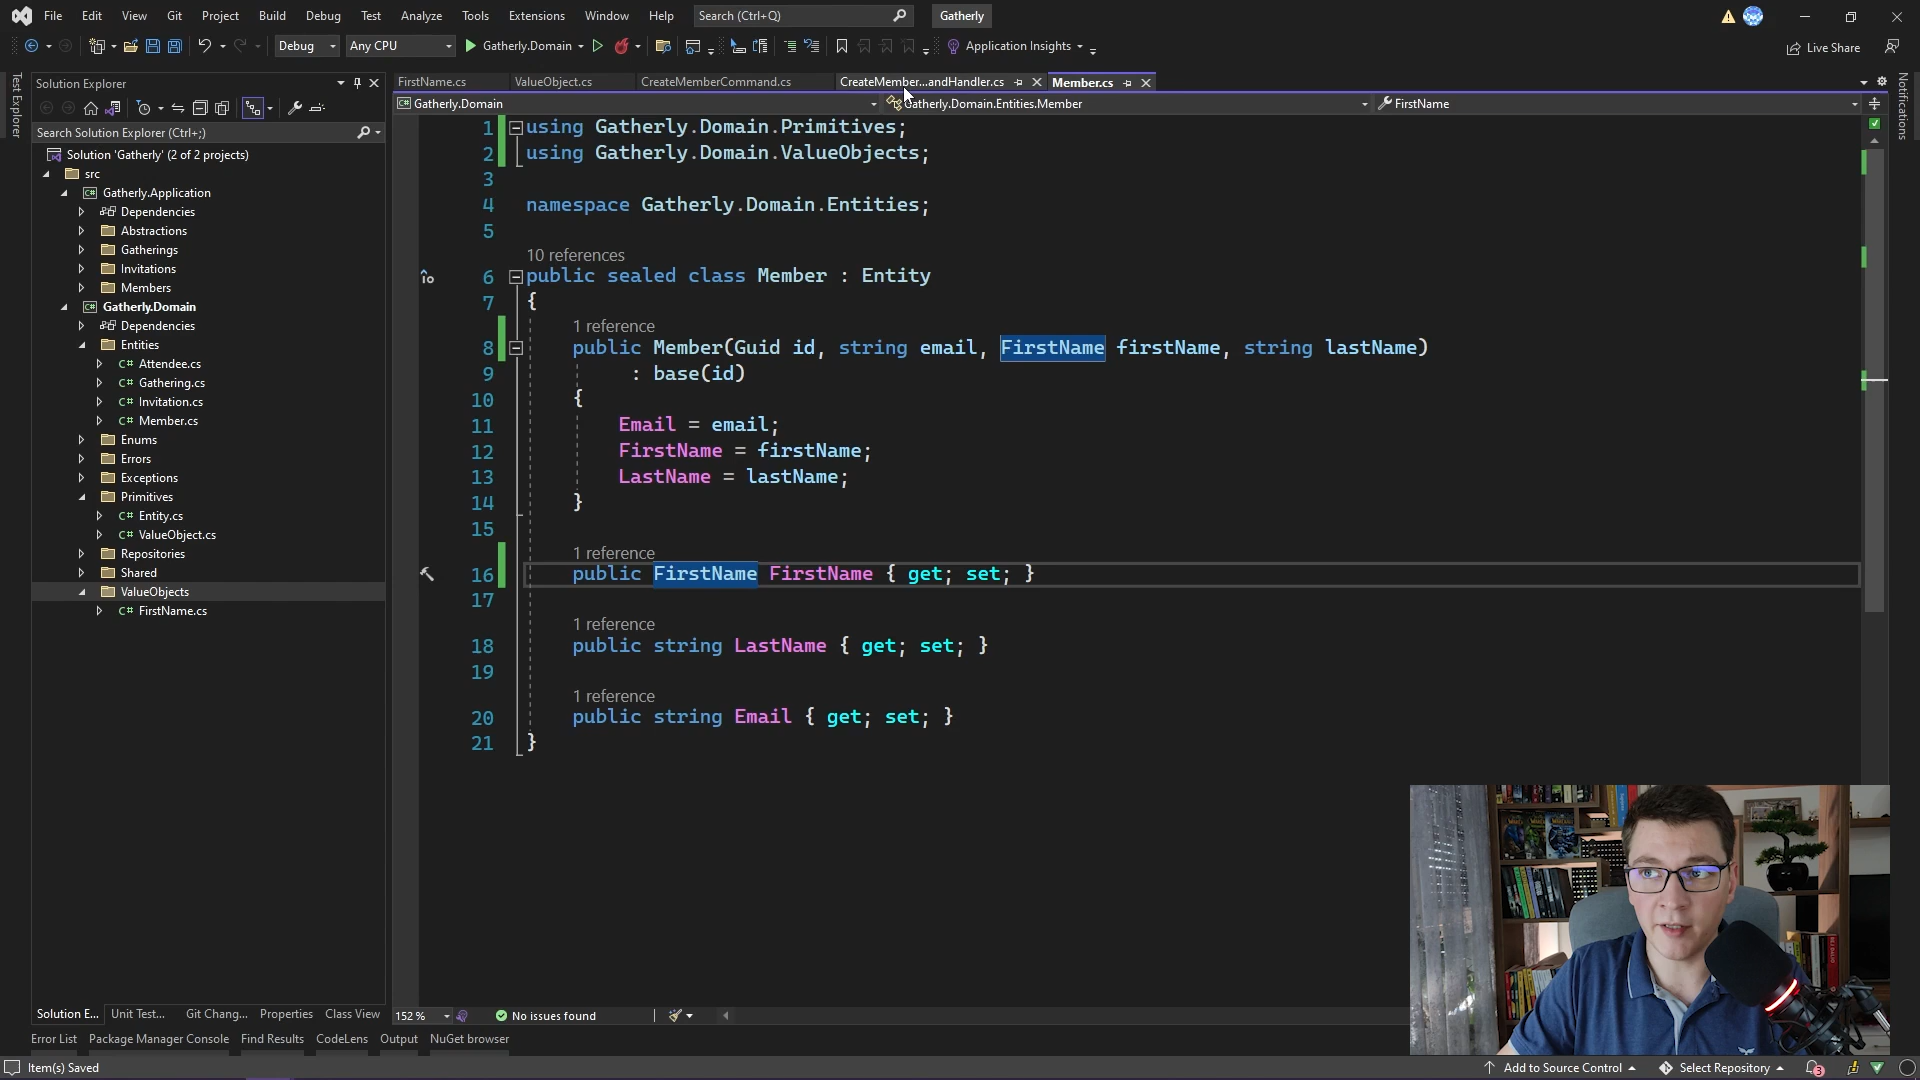 File Edit View Git Project Build Debug Test Analyze Tools Extensions Window Help Search (Ctrl+Q) Gatherly
Debug Any CPU Gatherly.Domain Application Insights Live Share
Test Explorer
Notifications
Solution Explorer
Search Solution Explorer (Ctrl+;)
Solution 'Gatherly' (2 of 2 projects)
src
C# Gatherly.Application
Dependencies
Abstractions
Gatherings
Invitations
Members
C# Gatherly.Domain
Dependencies
Entities
C# Attendee.cs
C# Gathering.cs
C# Invitation.cs
C# Member.cs
Enums
Errors
Exceptions
Primitives
C# Entity.cs
C# ValueObject.cs
Repositories
Shared
ValueObjects
C# FirstName.cs
Solution E... Unit Test... Git Chang... Properties Class View
FirstName.cs ValueObject.cs CreateMemberCommand.cs CreateMember...andHandler.cs Member.cs
C# Gatherly.Domain Gatherly.Domain.Entities.Member FirstName
1 using Gatherly.Domain.Primitives;
2 using Gatherly.Domain.ValueObjects;
3
4 namespace Gatherly.Domain.Entities;
5
10 references
6 public sealed class Member : Entity
7 {
1 reference
8 public Member(Guid id, string email, FirstName firstName, string lastName)
9 : base(id)
10 {
11 Email = email;
12 FirstName = firstName;
13 LastName = lastName;
14 }
15
1 reference
16 public FirstName FirstName { get; set; }
17
1 reference
18 public string LastName { get; set; }
19
1 reference
20 public string Email { get; set; }
21 }
152 % No issues found
Error List Package Manager Console Find Results CodeLens Output NuGet browser
Item(s) Saved Add to Source Control Select Repository 3